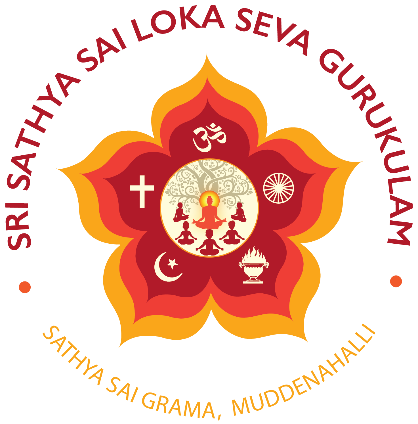 SRI SATHYA SAI LOKA SEVA GURUKULAM
ॐ
SATHYA SAI GRAMA, MUDDENAHALLI